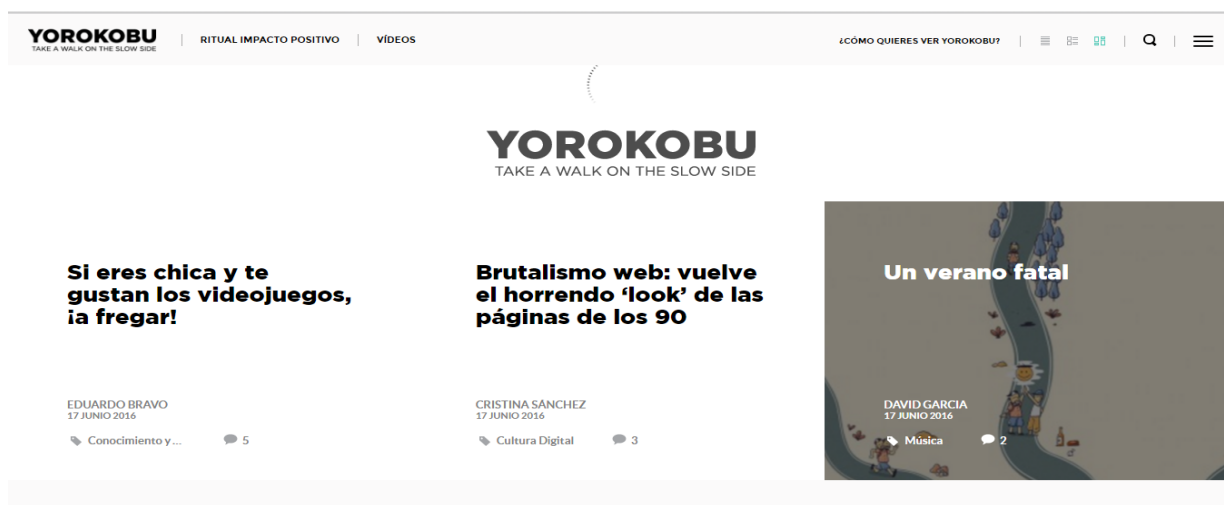 YOROKOBU
TAKE A WALK ON THE SLOW SIDE
RITUAL IMPACTO POSITIVO
VÍDEOS
¿CÓMO QUIERES VER YOROKOBU?
YOROKOBU
TAKE A WALK ON THE SLOW SIDE
Si eres chica y te
gustan los videojuegos,
¡a fregar!
EDUARDO BRAVO
17 JUNIO 2016
Conocimiento y ...
5
Brutalismo web: vuelve
el horrendo ‘look’ de las
páginas de los 90
CRISTINA SÁNCHEZ
17 JUNIO 2016
Cultura Digital
3
Un verano fatal
DAVID GARCIA
17 JUNIO 2016
Música
2